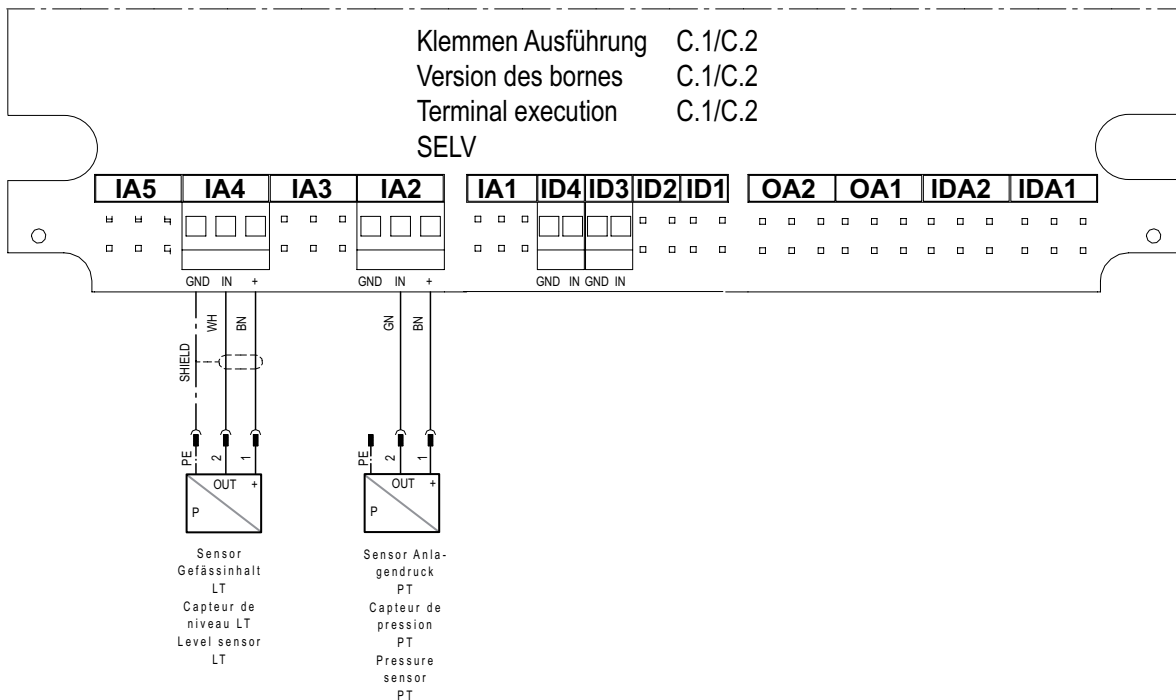 Klemmen Ausführung C.1/C.2
Version des bornes C.1/C.2
Terminal execution C.1/C.2
SELV
IA5 IA4 IA3 IA2 IA1 ID4 ID3 ID2 ID1 OA2 OA1 IDA2 IDA1
GND IN + GND IN + GND IN GND IN
SHIELD WH BN GN BN
PE 2 1 PE 2 1
OUT + OUT +
P P
Sensor
Gefässinhalt
LT
Capteur de
niveau LT
Level sensor
LT
Sensor Anla-
gendruck
PT
Capteur de
pression
PT
Pressure
sensor
PT